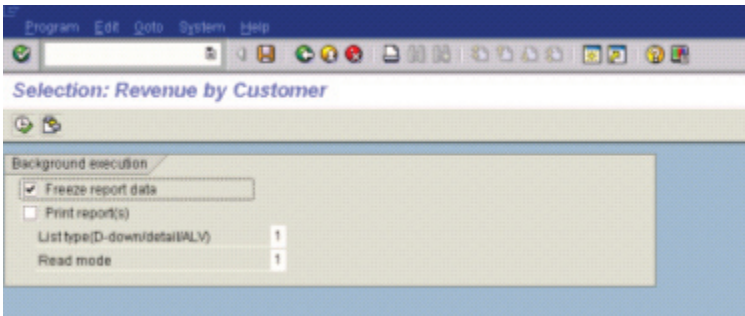 Program Edit Goto System Help
Selection: Revenue by Customer
Background execution
Freeze report data
Print report(s)
List type(D-down/detail/ALV) 1
Read mode 1